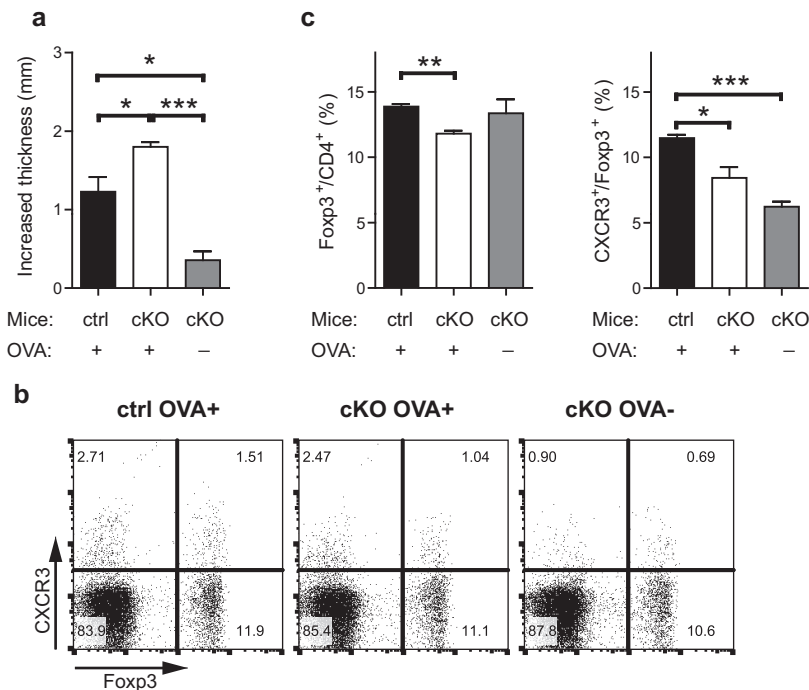 a
Increased thickness (mm)
3
2
1
0
*
* ***
Mice: ctrl cKO cKO
OVA: + + –
c
Foxp3⁺/CD4⁺ (%)
15
10
5
0
**
ctrl cKO cKO
+ + –
CXCR3⁺/Foxp3⁺ (%)
15
10
5
0
***
*
Mice: ctrl cKO cKO
OVA: + + –
b
ctrl OVA+ cKO OVA+ cKO OVA-
2.71 1.51 2.47 1.04 0.90 0.69
83.9 11.9 85.4 11.1 87.8 10.6
CXCR3
Foxp3